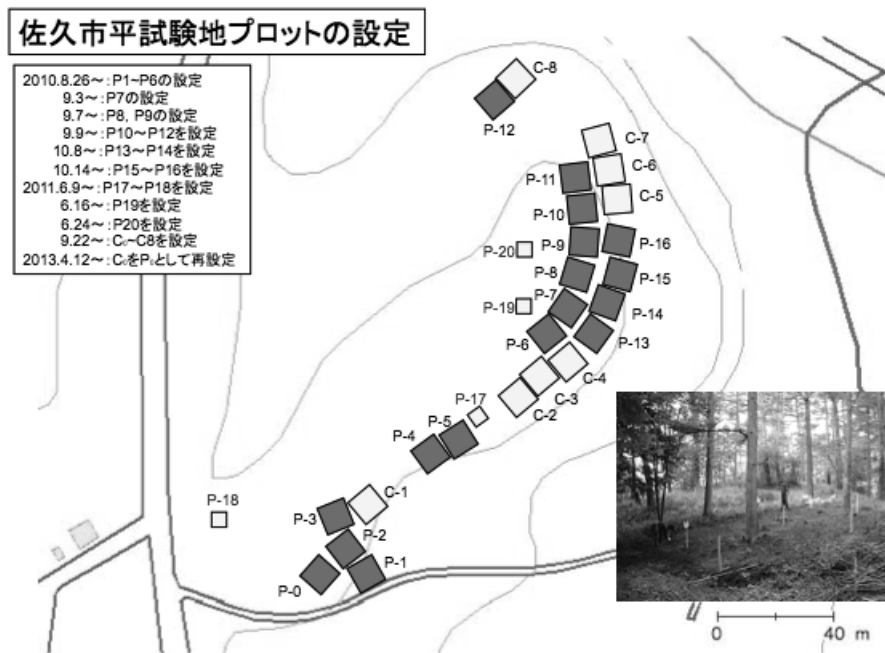 佐久市平試験地プロットの設定
2010.8.26～：P1~P6の設定
9.3～：P7の設定
9.7～：P8, P9の設定
9.9～：P10～P12を設定
10.8～：P13～P14を設定
10.14～：P15～P16を設定
2011.6.9～：P17～P18を設定
6.16～：P19を設定
6.24～：P20を設定
9.22～：C₀~C8を設定
2013.4.12～：C₀をP₀として再設定
C-8
P-12
C-7
C-6
P-11
C-5
P-10
P-9
P-16
P-20
P-8
P-15
P-7
P-19
P-14
P-6
P-13
C-4
C-3
C-2
P-17
P-5
P-4
C-1
P-18
P-3
P-2
P-1
P-0
0
40 m